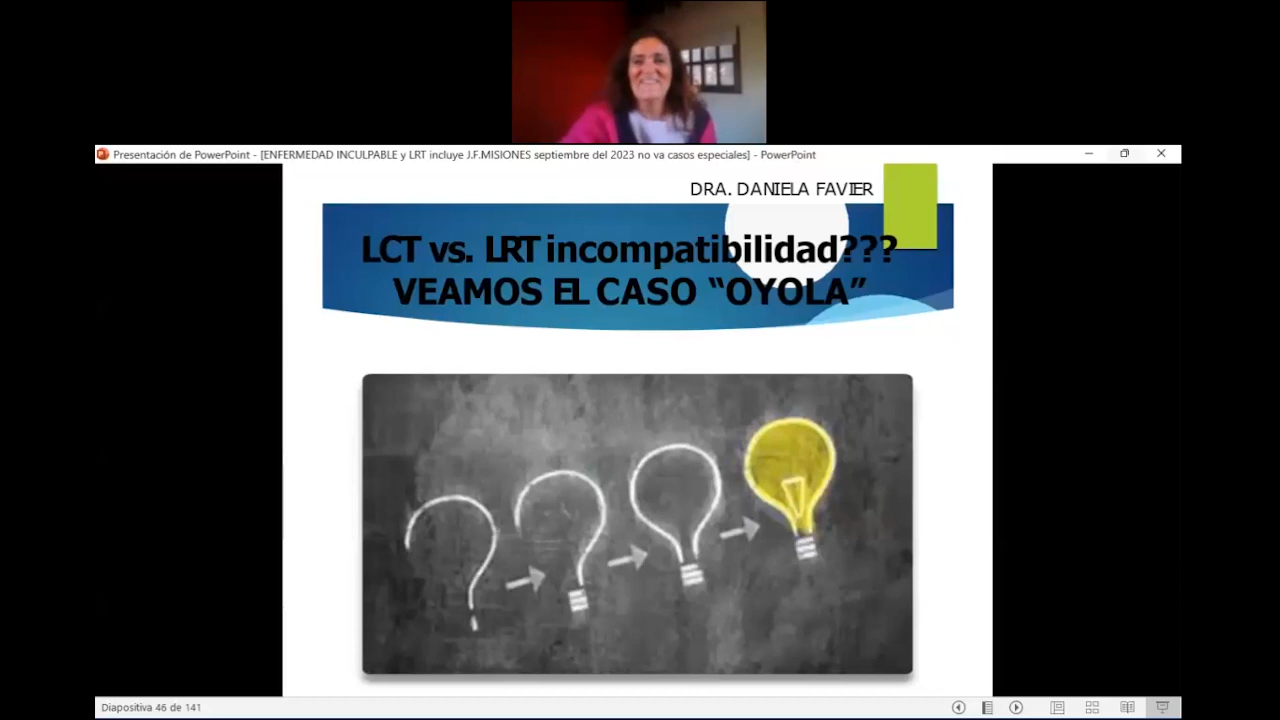 Presentación de PowerPoint - [ENFERMEDAD INCULPABLE y LRT incluye J.F.MISIONES septiembre del 2023 no va casos especiales] - PowerPoint
DRA. DANIELA FAVIER
LCT vs. LRT incompatibilidad???
VEAMOS EL CASO “OYOLA”
Diapositiva 46 de 141